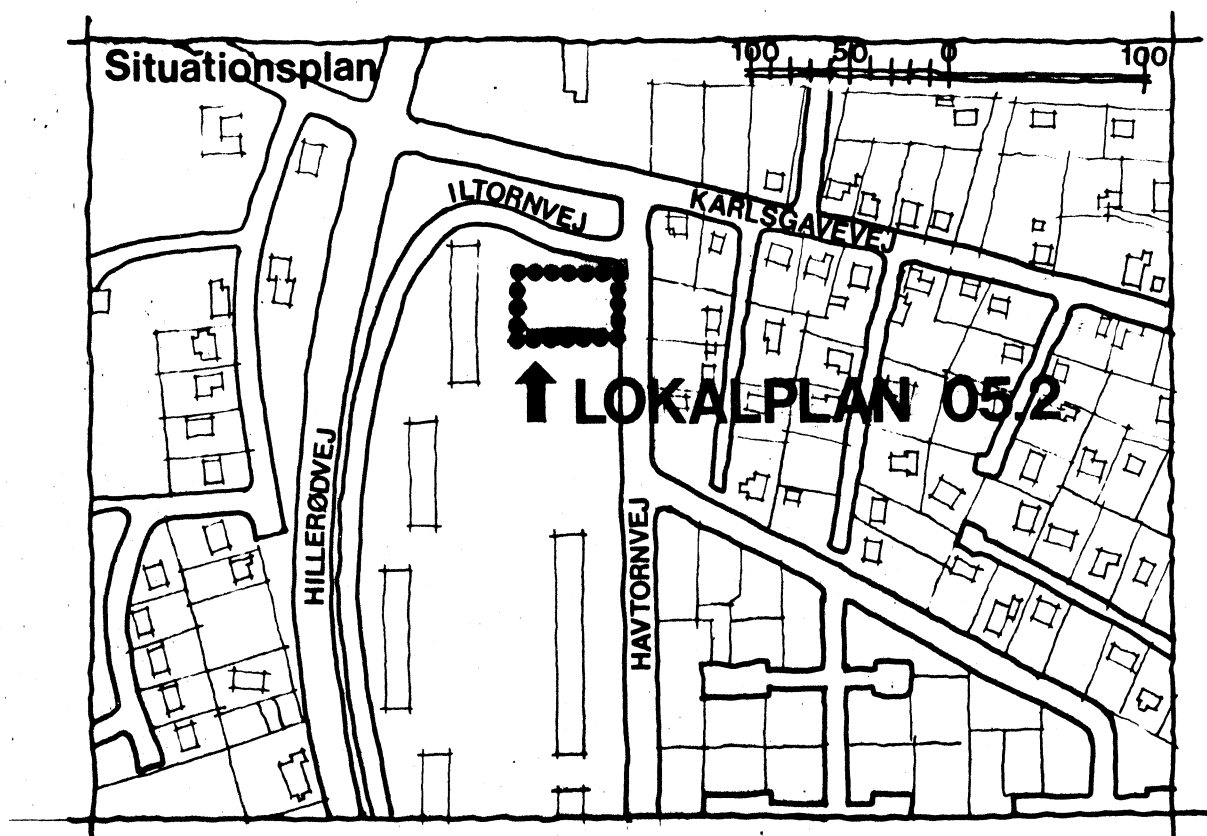 Situationsplan
100 50 0 100
ILTORNVEJ
KARLSGAVEVEJ
LOKALPLAN 05.2
HILLERØDVEJ
HAVTORNVEJ